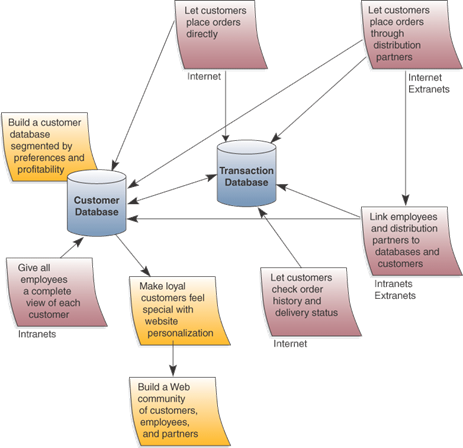 Let customers
place orders
directly
Internet
Let customers
place orders
through
distribution
partners
Internet
Extranets
Build a customer
database
segmented by
preferences and
profitability
Transaction
Database
Customer
Database
Link employees
and distribution
partners to
databases and
customers
Intranets
Extranets
Give all
employees
a complete
view of each
customer
Intranets
Make loyal
customers feel
special with
website
personalization
Let customers
check order
history and
delivery status
Internet
Build a Web
community
of customers,
employees,
and partners